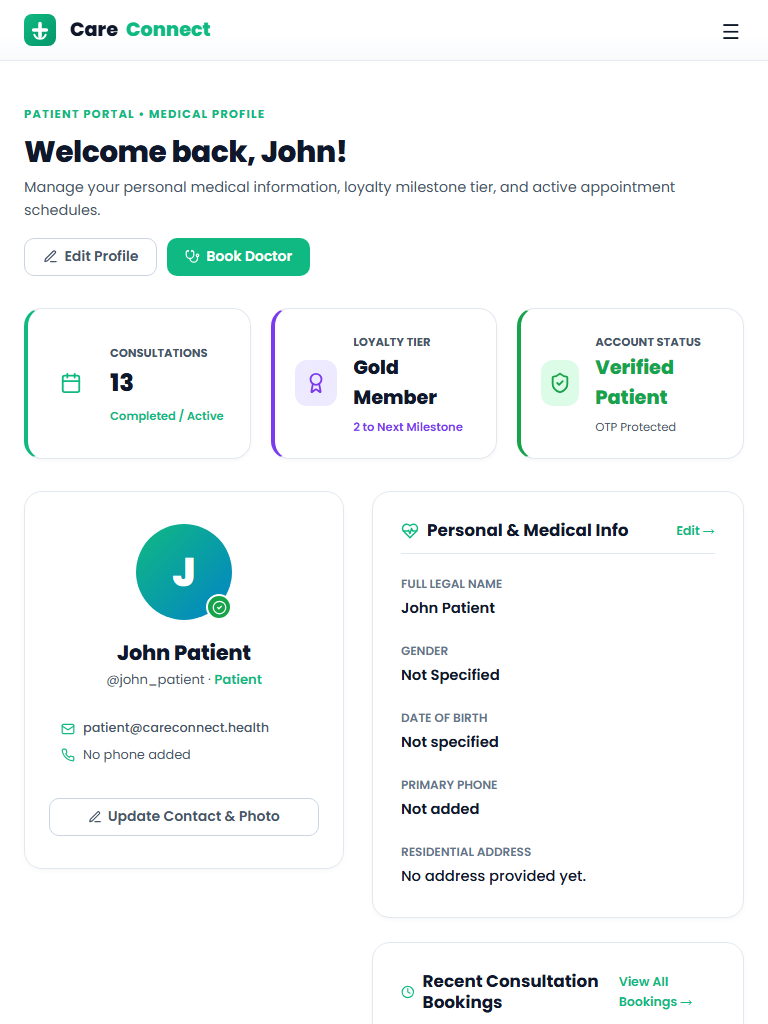 Care Connect
PATIENT PORTAL • MEDICAL PROFILE
Welcome back, John!
Manage your personal medical information, loyalty milestone tier, and active appointment
schedules.
Edit Profile
Book Doctor
CONSULTATIONS
13
Completed / Active
LOYALTY TIER
Gold
Member
2 to Next Milestone
ACCOUNT STATUS
Verified
Patient
OTP Protected
J
John Patient
@john_patient · Patient
patient@careconnect.health
No phone added
Update Contact & Photo
Personal & Medical Info
Edit →
FULL LEGAL NAME
John Patient
GENDER
Not Specified
DATE OF BIRTH
Not specified
PRIMARY PHONE
Not added
RESIDENTIAL ADDRESS
No address provided yet.
Recent Consultation
Bookings
View All
Bookings →